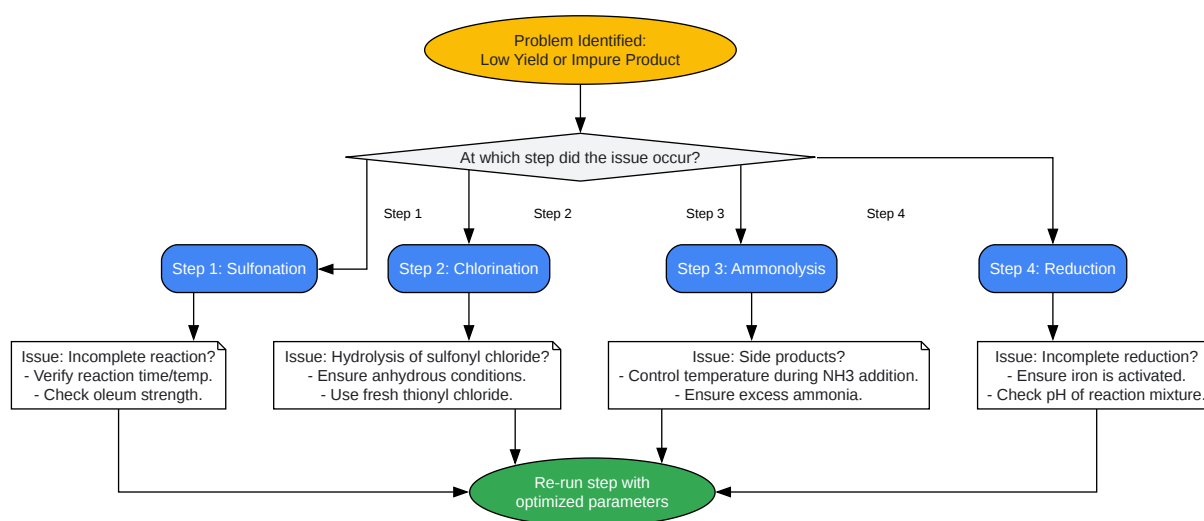 Problem Identified:
Low Yield or Impure Product
At which step did the issue occur?
Step 1
Step 2
Step 3
Step 4
Step 1: Sulfonation
Step 2: Chlorination
Step 3: Ammonolysis
Step 4: Reduction
Issue: Incomplete reaction?
- Verify reaction time/temp.
- Check oleum strength.
Issue: Hydrolysis of sulfonyl chloride?
- Ensure anhydrous conditions.
- Use fresh thionyl chloride.
Issue: Side products?
- Control temperature during NH3 addition.
- Ensure excess ammonia.
Issue: Incomplete reduction?
- Ensure iron is activated.
- Check pH of reaction mixture.
Re-run step with
optimized parameters